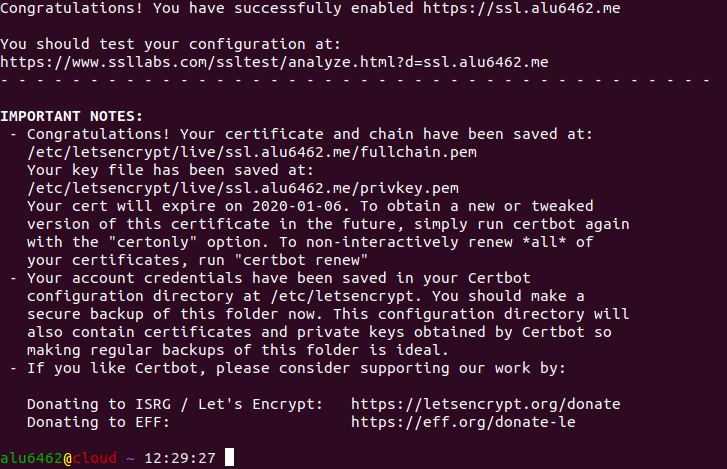 Congratulations! You have successfully enabled https://ssl.alu6462.me
You should test your configuration at:
https://www.ssllabs.com/ssltest/analyze.html?d=ssl.alu6462.me
- - - - - - - - - - - - - - - - - - - - - - - - - - - - - - - - - - - - - - - -
IMPORTANT NOTES:
 - Congratulations! Your certificate and chain have been saved at:
   /etc/letsencrypt/live/ssl.alu6462.me/fullchain.pem
   Your key file has been saved at:
   /etc/letsencrypt/live/ssl.alu6462.me/privkey.pem
   Your cert will expire on 2020-01-06. To obtain a new or tweaked
   version of this certificate in the future, simply run certbot again
   with the "certonly" option. To non-interactively renew *all* of
   your certificates, run "certbot renew"
 - Your account credentials have been saved in your Certbot
   configuration directory at /etc/letsencrypt. You should make a
   secure backup of this folder now. This configuration directory will
   also contain certificates and private keys obtained by Certbot so
   making regular backups of this folder is ideal.
 - If you like Certbot, please consider supporting our work by:
   Donating to ISRG / Let's Encrypt:   https://letsencrypt.org/donate
   Donating to EFF:                    https://eff.org/donate-le
alu6462@cloud ~ 12:29:27